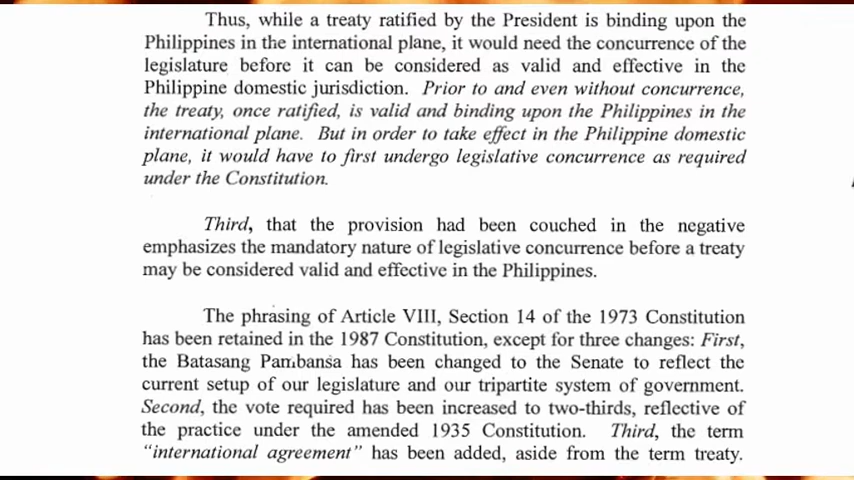 Thus, while a treaty ratified by the President is binding upon the
Philippines in the international plane, it would need the concurrence of the
legislature before it can be considered as valid and effective in the
Philippine domestic jurisdiction. Prior to and even without concurrence,
the treaty, once ratified, is valid and binding upon the Philippines in the
international plane. But in order to take effect in the Philippine domestic
plane, it would have to first undergo legislative concurrence as required
under the Constitution.
Third, that the provision had been couched in the negative
emphasizes the mandatory nature of legislative concurrence before a treaty
may be considered valid and effective in the Philippines.
The phrasing of Article VIII, Section 14 of the 1973 Constitution
has been retained in the 1987 Constitution, except for three changes: First,
the Batasang Pambansa has been changed to the Senate to reflect the
current setup of our legislature and our tripartite system of government.
Second, the vote required has been increased to two-thirds, reflective of
the practice under the amended 1935 Constitution. Third, the term
“international agreement” has been added, aside from the term treaty.